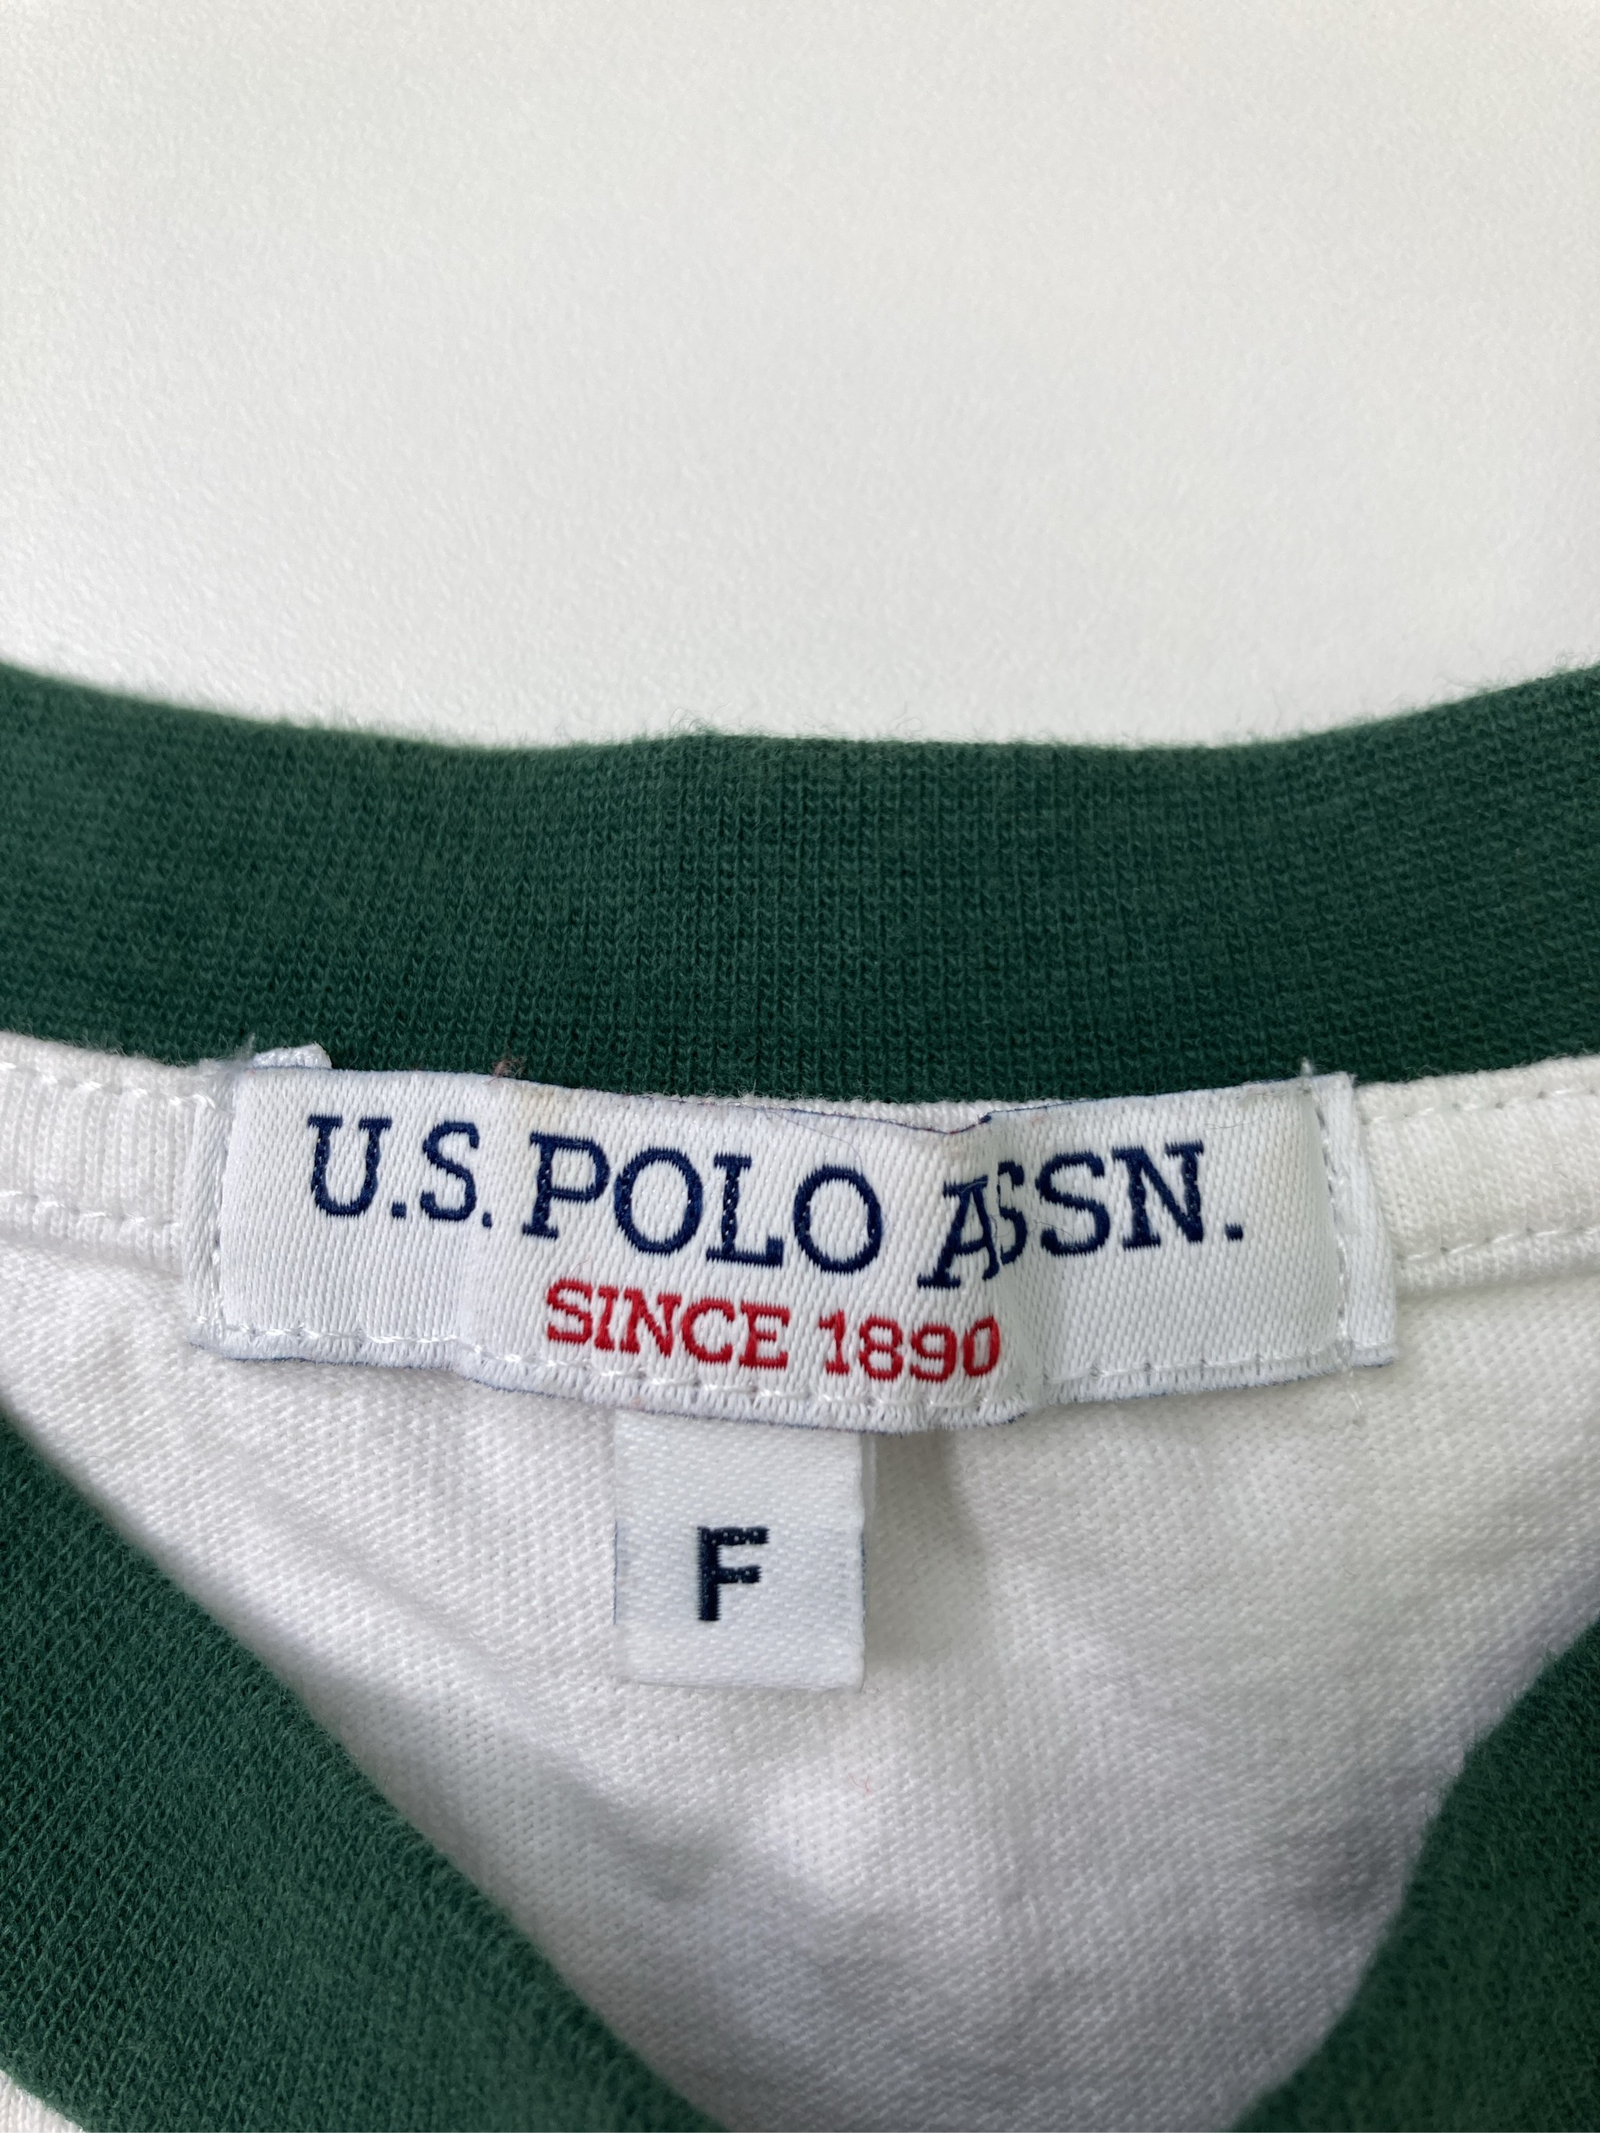 U.S. POLO ASSN.
SINCE 1890
F